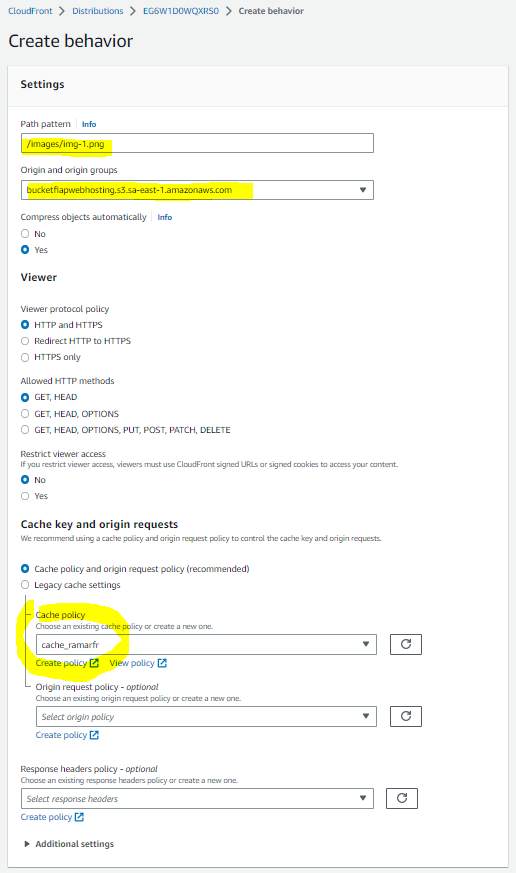 CloudFront > Distributions > EG6W1D0WQXRS0 > Create behavior
Create behavior
Settings
Path pattern | Info
/images/img-1.png
Origin and origin groups
bucketfiapwebhosting.s3.sa-east-1.amazonaws.com
Compress objects automatically | Info
No
Yes
Viewer
Viewer protocol policy
HTTP and HTTPS
Redirect HTTP to HTTPS
HTTPS only
Allowed HTTP methods
GET, HEAD
GET, HEAD, OPTIONS
GET, HEAD, OPTIONS, PUT, POST, PATCH, DELETE
Restrict viewer access
If you restrict viewer access, viewers must use CloudFront signed URLs or signed cookies to access your content.
No
Yes
Cache key and origin requests
We recommend using a cache policy and origin request policy to control the cache key and origin requests.
Cache policy and origin request policy (recommended)
Legacy cache settings
Cache policy
Choose an existing cache policy or create a new one.
cache_ramarfr
Create policy View policy
Origin request policy - optional
Choose an existing origin request policy or create a new one.
Select origin policy
Create policy
Response headers policy - optional
Choose an existing response headers policy or create a new one.
Select response headers
Create policy
Additional settings